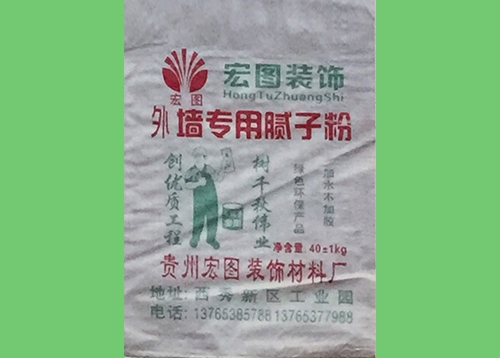 宏图装饰
HongTuZhuangShi
宏图
外墙专用腻子粉
创优质工程
树千秋伟业
绿色环保产品
加水不加胶
净含量 40±1kg
贵州宏图装饰材料厂
地址: 西秀新区工业园
电话: 13765385788 13765377988